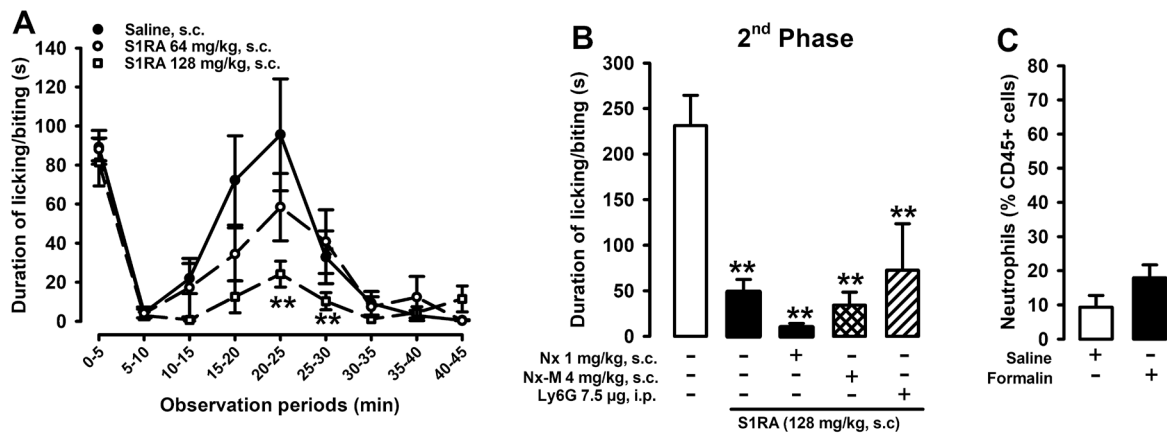 A
Saline, s.c.
S1RA 64 mg/kg, s.c.
S1RA 128 mg/kg, s.c.
Duration of licking/biting (s)
140
120
100
80
60
40
20
0
**
**
0-5
5-10
10-15
15-20
20-25
25-30
30-35
35-40
40-45
Observation periods (min)
B
2nd Phase
Duration of licking/biting (s)
300
250
200
150
100
50
0
**
**
**
**
Nx 1 mg/kg, s.c. - - + - -
Nx-M 4 mg/kg, s.c. - - - + -
Ly6G 7.5 µg, i.p. - - - - +
S1RA (128 mg/kg, s.c)
C
Neutrophils (% CD45+ cells)
80
70
60
50
40
30
20
10
0
Saline + -
Formalin - +